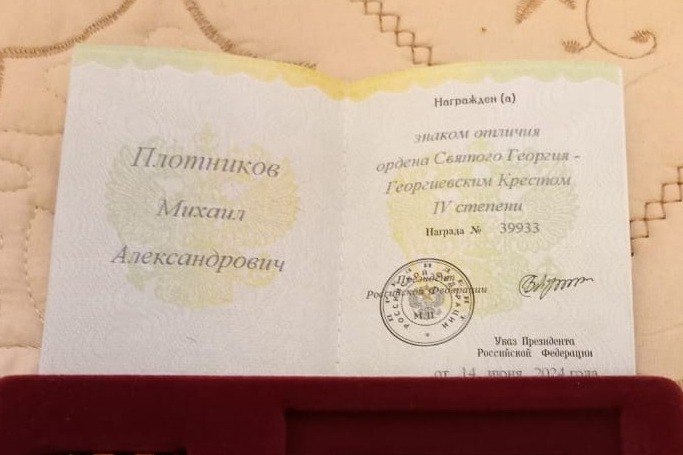 Плотников
Михаил
Александрович
Награжден (а)
знаком отличия
ордена Святого Георгия -
Георгиевским Крестом
IV степени
Награда № 39933
Президент
Российской Федерации
М.П.
Указ Президента
Российской Федерации
от 14 июня 2024 года